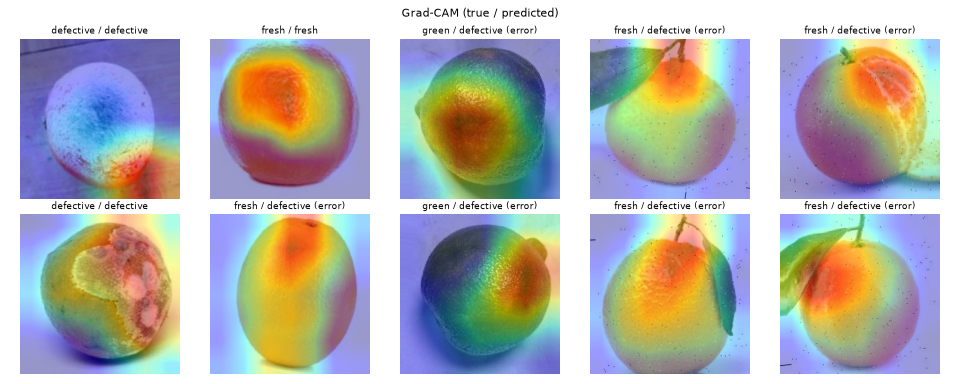 Grad-CAM (true / predicted)
defective / defective
fresh / fresh
green / defective (error)
fresh / defective (error)
fresh / defective (error)
defective / defective
fresh / defective (error)
green / defective (error)
fresh / defective (error)
fresh / defective (error)